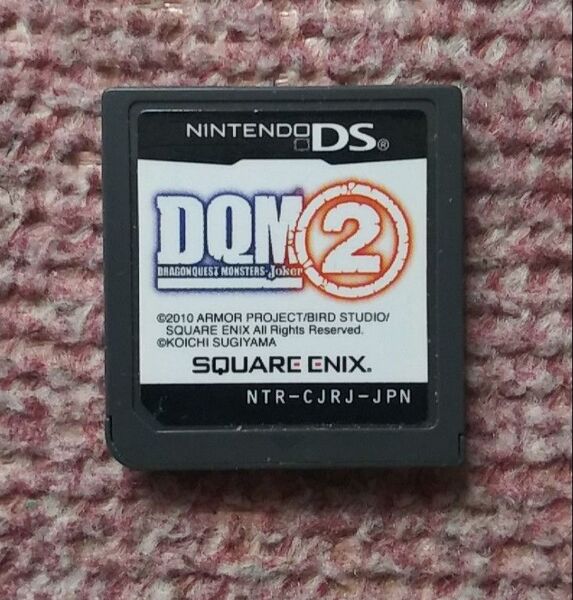 NINTENDO DS®
DQM 2
DRAGON QUEST MONSTERS·Joker
©2010 ARMOR PROJECT/BIRD STUDIO/
SQUARE ENIX All Rights Reserved.
©KOICHI SUGIYAMA
SQUARE ENIX.
NTR-CJRJ-JPN